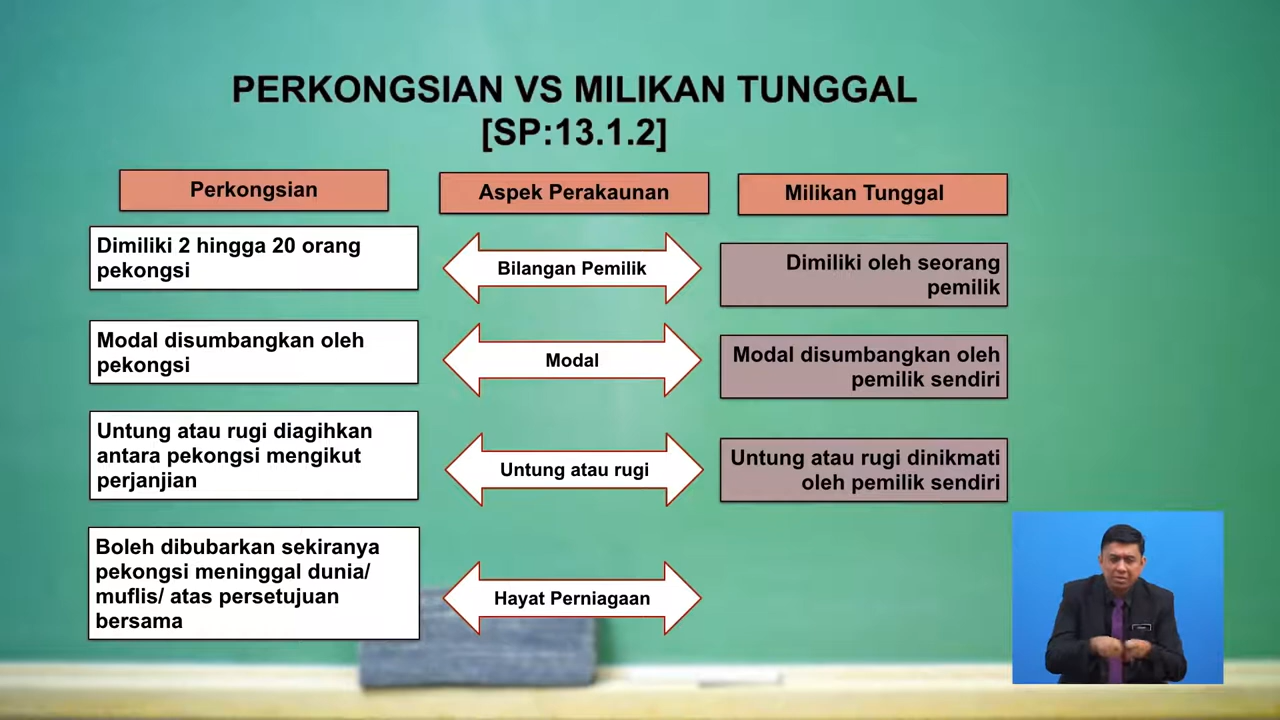 PERKONGSIAN VS MILIKAN TUNGGAL
[SP:13.1.2]
Perkongsian
Aspek Perakaunan
Milikan Tunggal
Dimiliki 2 hingga 20 orang
pekongsi
Bilangan Pemilik
Dimiliki oleh seorang
pemilik
Modal disumbangkan oleh
pekongsi
Modal
Modal disumbangkan oleh
pemilik sendiri
Untung atau rugi diagihkan
antara pekongsi mengikut
perjanjian
Untung atau rugi
Untung atau rugi dinikmati
oleh pemilik sendiri
Boleh dibubarkan sekiranya
pekongsi meninggal dunia/
muflis/ atas persetujuan
bersama
Hayat Perniagaan